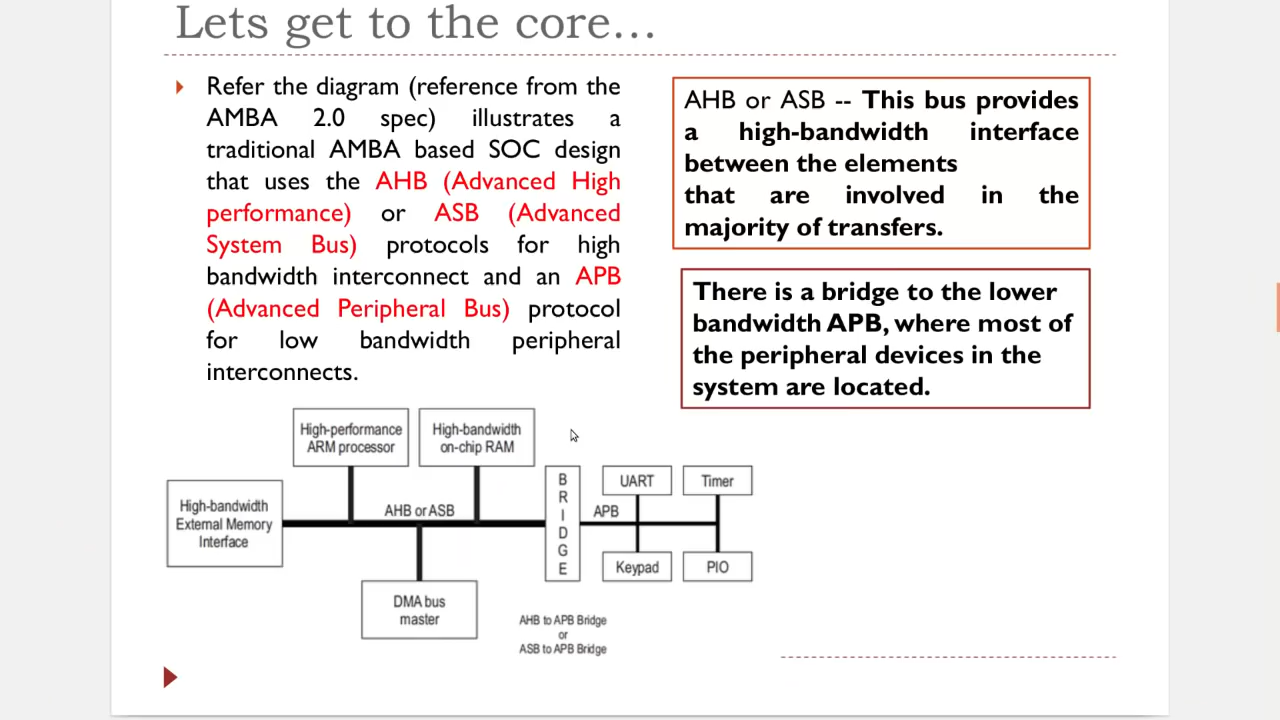 Lets get to the core...
Refer the diagram (reference from the
AMBA 2.0 spec) illustrates a
traditional AMBA based SOC design
that uses the AHB (Advanced High
performance) or ASB (Advanced
System Bus) protocols for high
bandwidth interconnect and an APB
(Advanced Peripheral Bus) protocol
for low bandwidth peripheral
interconnects.
AHB or ASB -- This bus provides
a high-bandwidth interface
between the elements
that are involved in the
majority of transfers.
There is a bridge to the lower
bandwidth APB, where most of
the peripheral devices in the
system are located.
High-performance
ARM processor
High-bandwidth
on-chip RAM
High-bandwidth
External Memory
Interface
AHB or ASB
DMA bus
master
B
R
I
D
G
E
APB
UART
Timer
Keypad
PIO
AHB to APB Bridge
or
ASB to APB Bridge